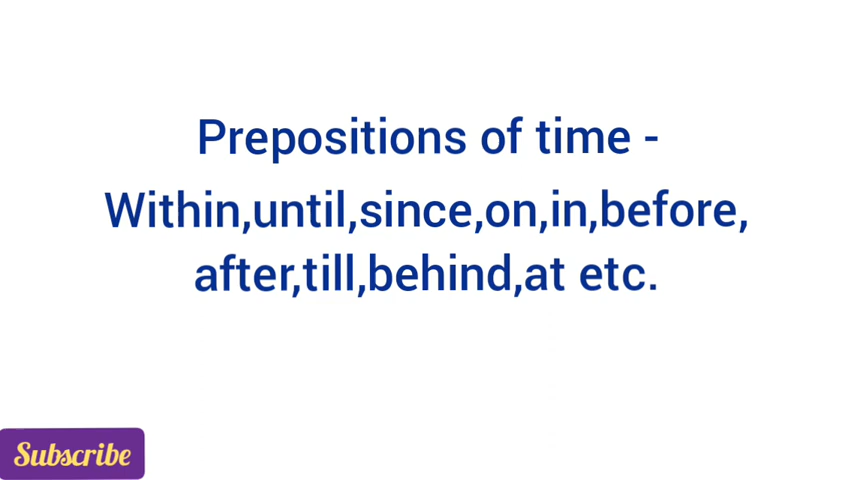 Prepositions of time -
Within,until,since,on,in,before,
after,till,behind,at etc.
Subscribe